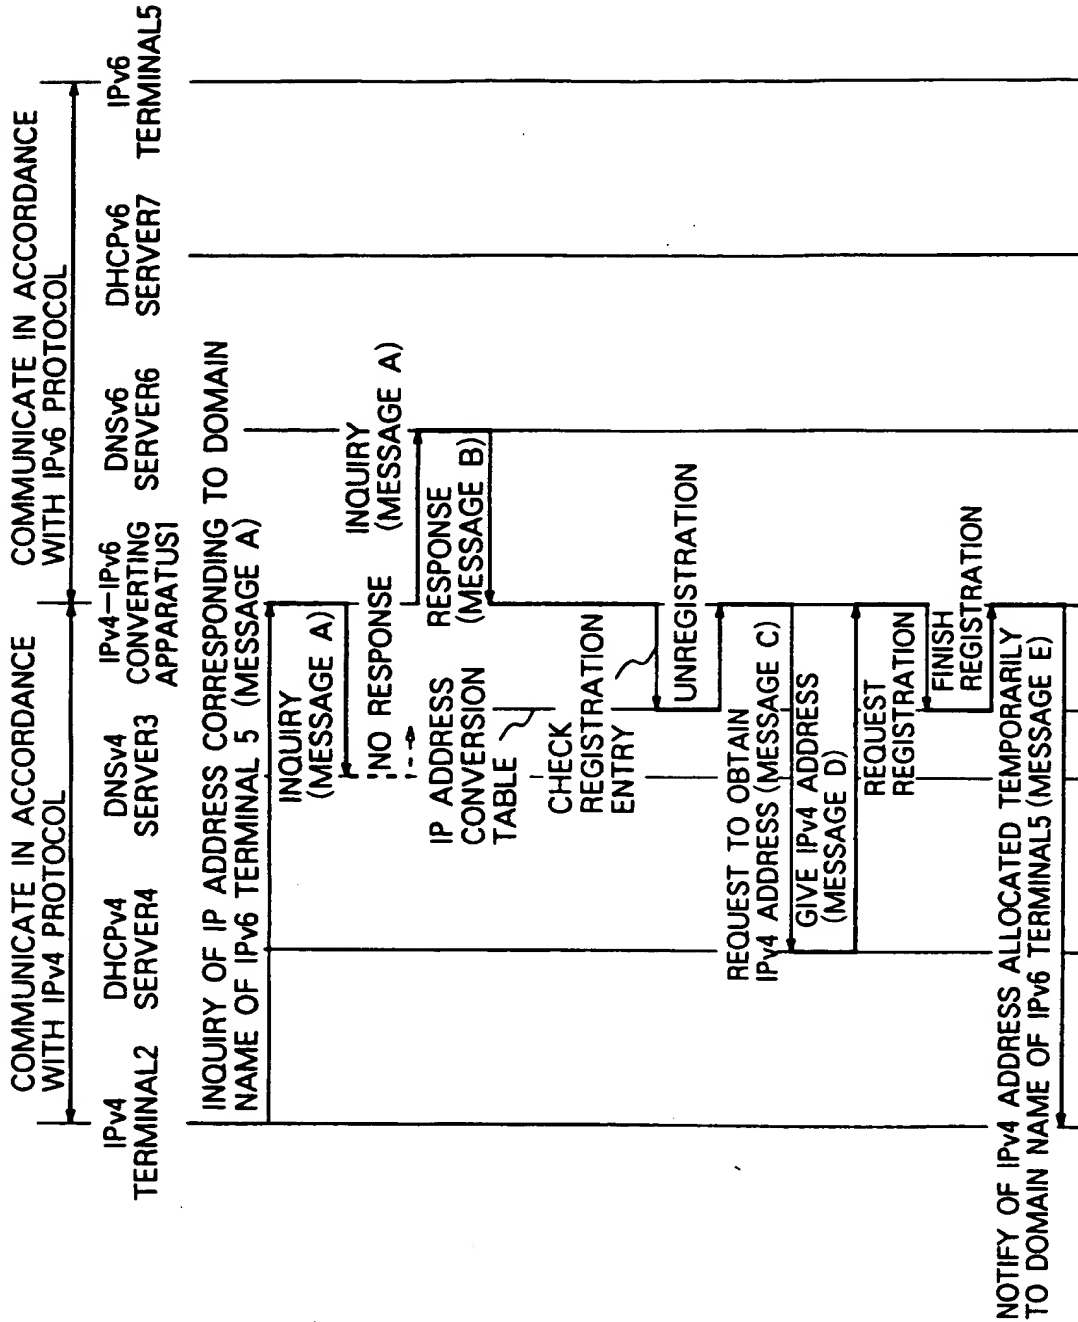 COMMUNICATE IN ACCORDANCE
WITH IPv4 PROTOCOL
COMMUNICATE IN ACCORDANCE
WITH IPv6 PROTOCOL
IPv4
TERMINAL2
DHCPv4
SERVER4
DNSv4
SERVER3
IPv4—IPv6
CONVERTING
APPARATUS1
DNSv6
SERVER6
DHCPv6
SERVER7
IPv6
TERMINAL5
INQUIRY OF IP ADDRESS CORRESPONDING TO DOMAIN
NAME OF IPv6 TERMINAL 5 (MESSAGE A)
INQUIRY
(MESSAGE A)
NO RESPONSE
INQUIRY
(MESSAGE A)
RESPONSE
(MESSAGE B)
IP ADDRESS
CONVERSION
TABLE
CHECK
REGISTRATION
ENTRY
UNREGISTRATION
REQUEST TO OBTAIN
IPv4 ADDRESS (MESSAGE C)
GIVE IPv4 ADDRESS
(MESSAGE D)
REQUEST
REGISTRATION
FINISH
REGISTRATION
NOTIFY OF IPv4 ADDRESS ALLOCATED TEMPORARILY
TO DOMAIN NAME OF IPv6 TERMINAL5 (MESSAGE E)